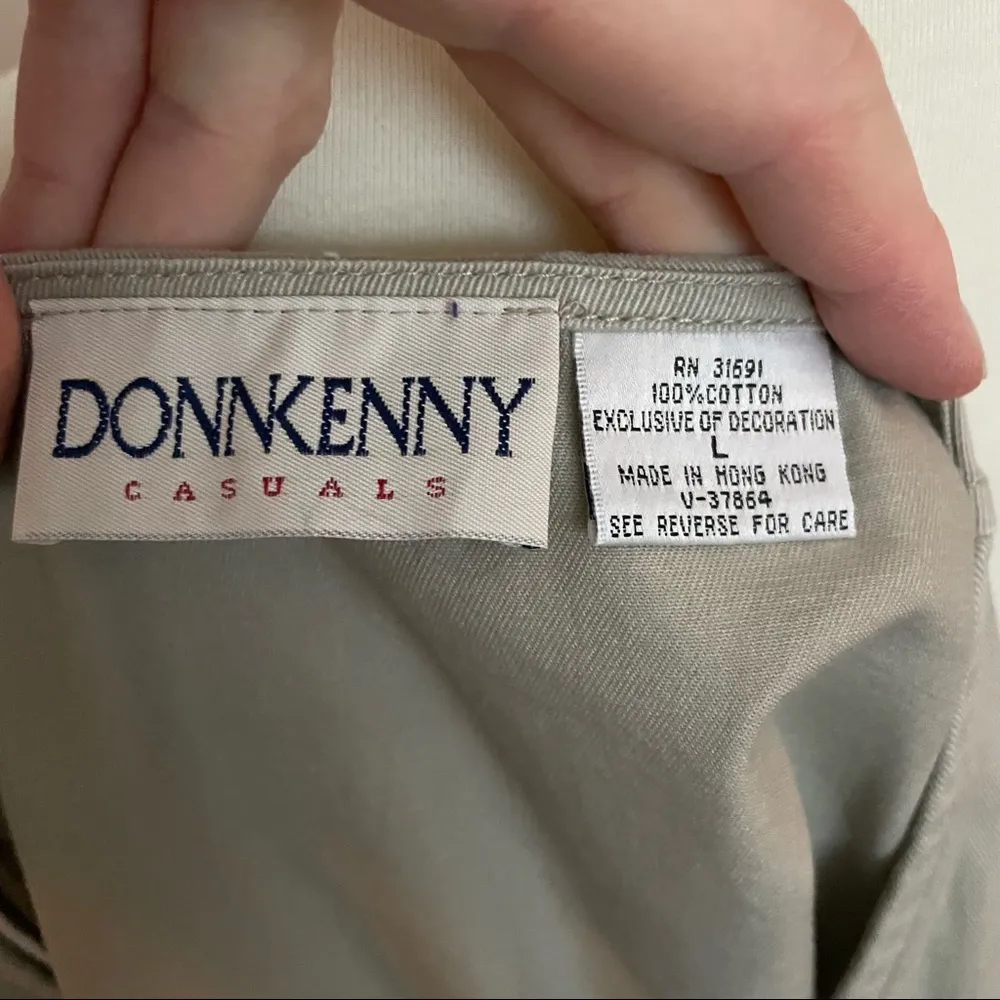 DONNKENNY
CASUALS
RN 31691
100%COTTON
EXCLUSIVE OF DECORATION
L
MADE IN HONG KONG
V-37864
SEE REVERSE FOR CARE